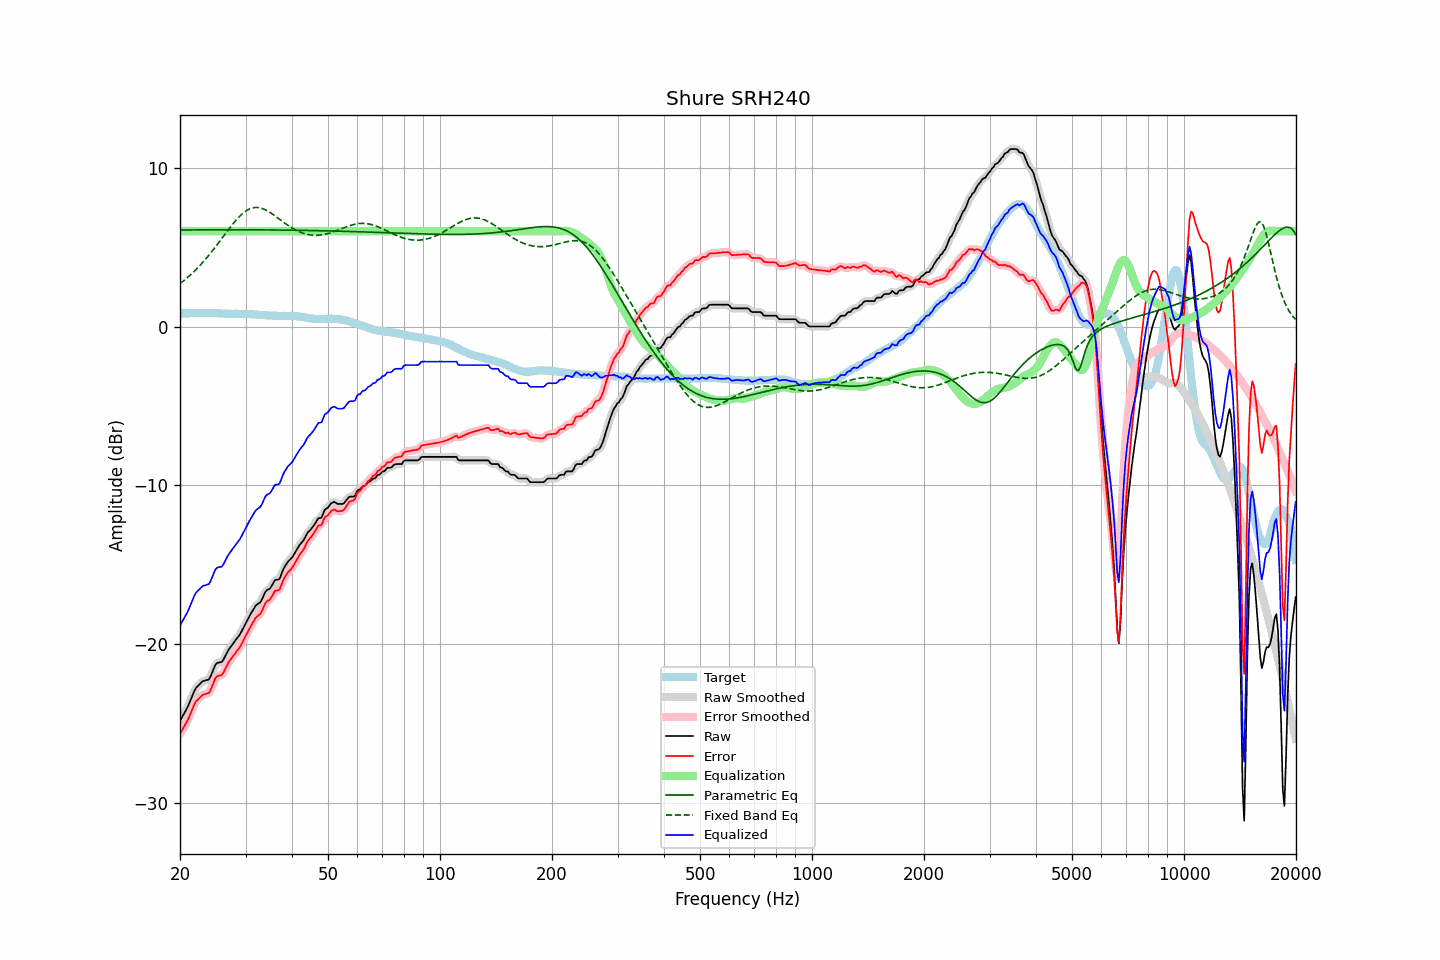 Shure SRH240
10
0
−10
−20
−30
Amplitude (dBr)
20
50
100
200
500
1000
2000
5000
10000
20000
Frequency (Hz)
Target
Raw Smoothed
Error Smoothed
Raw
Error
Equalization
Parametric Eq
Fixed Band Eq
Equalized